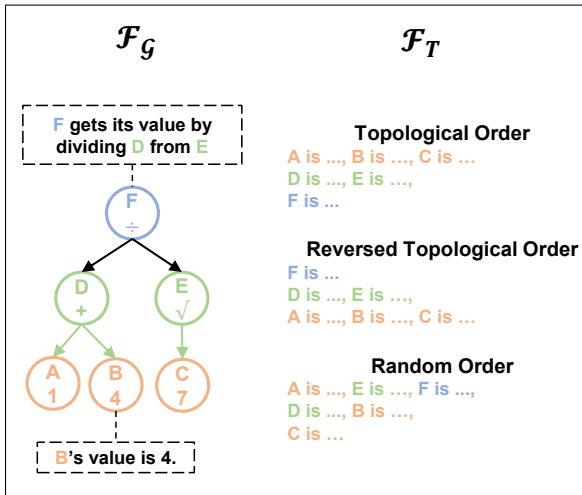 𝓕𝓖
F gets its value by
dividing D from E
F
÷
D
+
E
√
A
1
B
4
C
7
B's value is 4.
𝓕T
Topological Order
A is ..., B is ..., C is ...
D is ..., E is ...,
F is ...
Reversed Topological Order
F is ...
D is ..., E is ...,
A is ..., B is ..., C is ...
Random Order
A is ..., E is ..., F is ...,
D is ..., B is ...,
C is ...